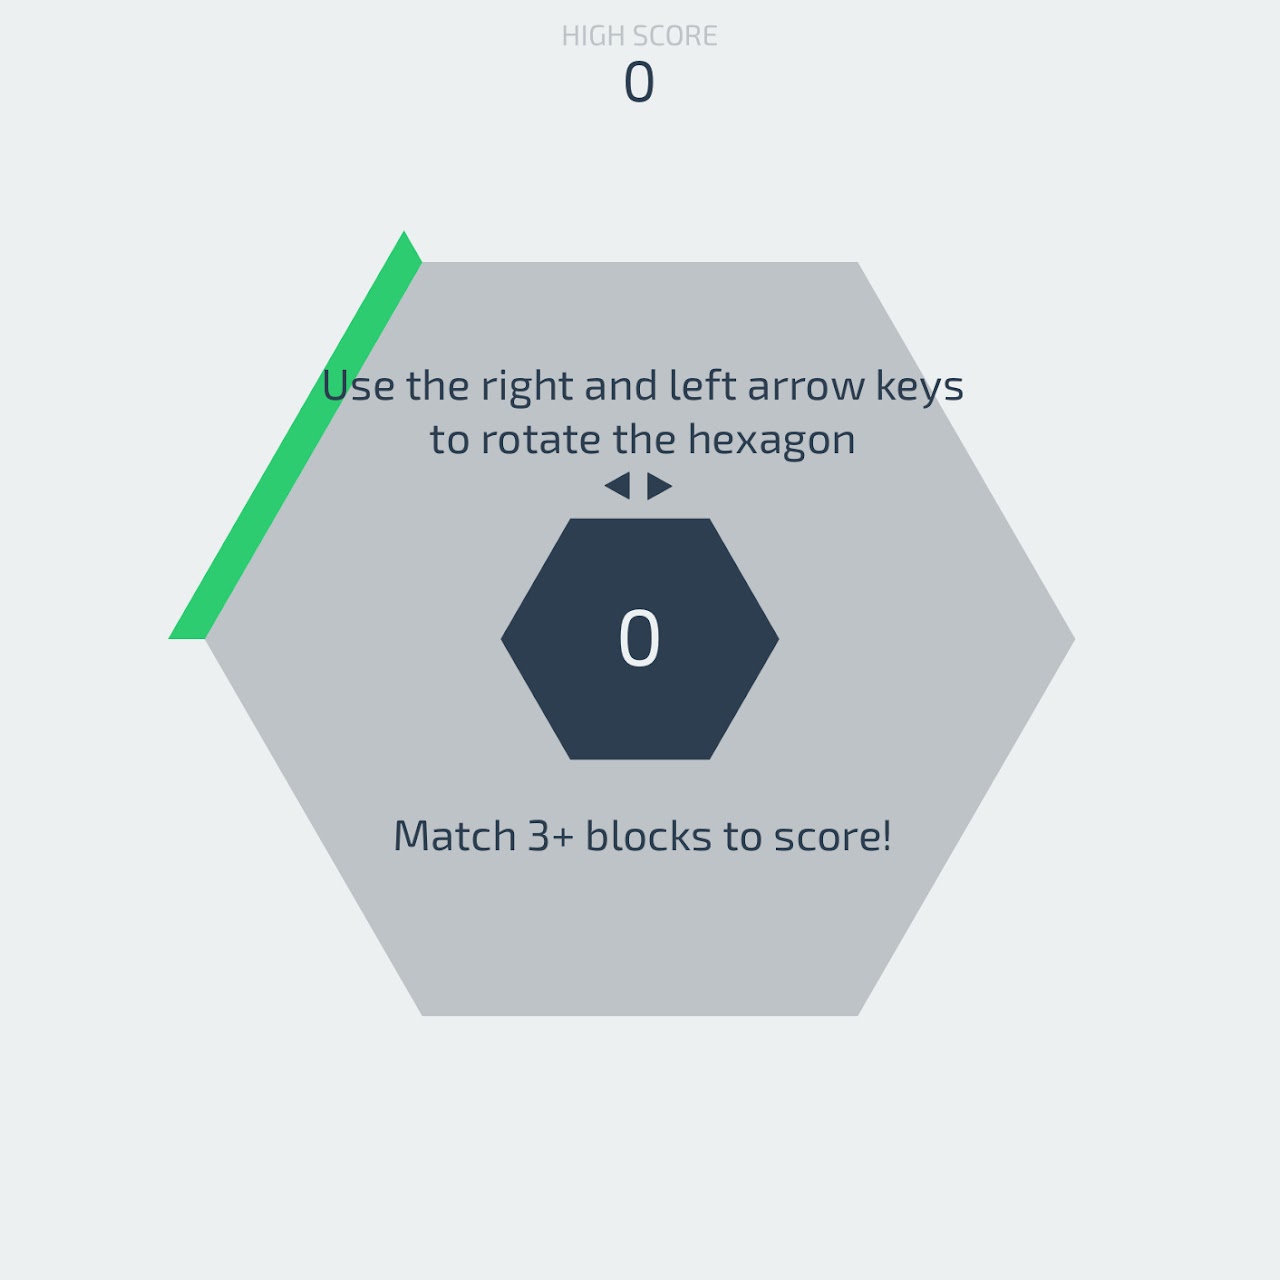 HIGH SCORE
0
Use the right and left arrow keys
to rotate the hexagon
0
Match 3+ blocks to score!